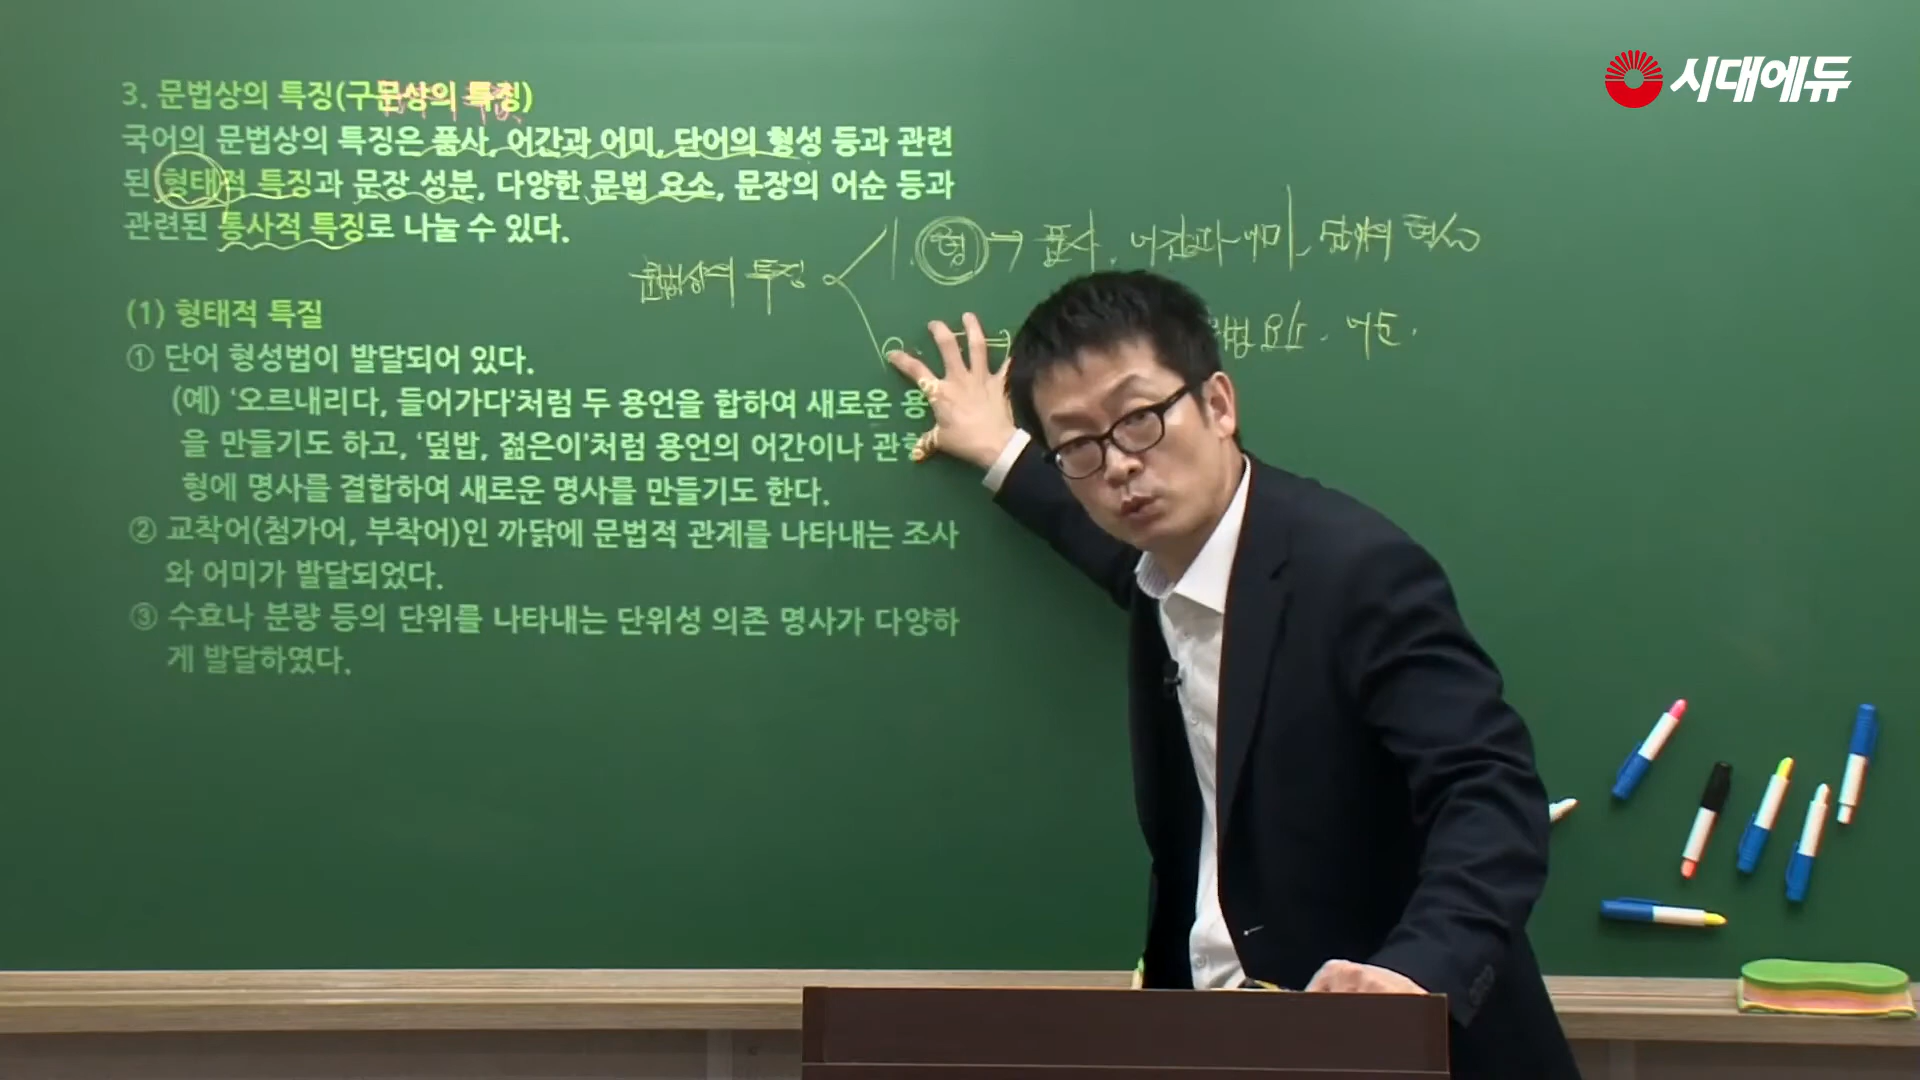 시대에듀
3. 문법상의 특징(구문상의 특징)
국어의 문법상의 특징은 품사, 어간과 어미, 단어의 형성 등과 관련
된 형태적 특징과 문장 성분, 다양한 문법 요소, 문장의 어순 등과
관련된 통사적 특징로 나눌 수 있다.
문법상의 특징
1. 형 → 품사, 어간과 어미, 단어의 형성
법 요소. 어순.
(1) 형태적 특질
① 단어 형성법이 발달되어 있다.
(예) ‘오르내리다, 들어가다’처럼 두 용언을 합하여 새로운 용
을 만들기도 하고, ‘덮밥, 젊은이’처럼 용언의 어간이나 관형
형에 명사를 결합하여 새로운 명사를 만들기도 한다.
② 교착어(첨가어, 부착어)인 까닭에 문법적 관계를 나타내는 조사
와 어미가 발달되었다.
③ 수효나 분량 등의 단위를 나타내는 단위성 의존 명사가 다양하
게 발달하였다.